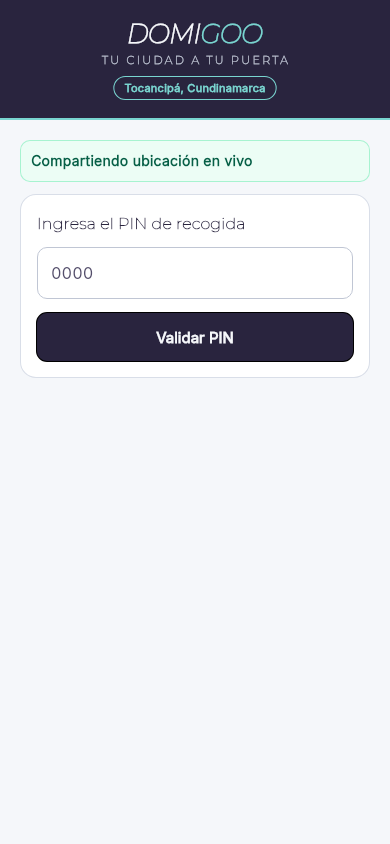 DOMIGOO
TU CIUDAD A TU PUERTA
Tocancipá, Cundinamarca
Compartiendo ubicación en vivo
Ingresa el PIN de recogida
0000
Validar PIN